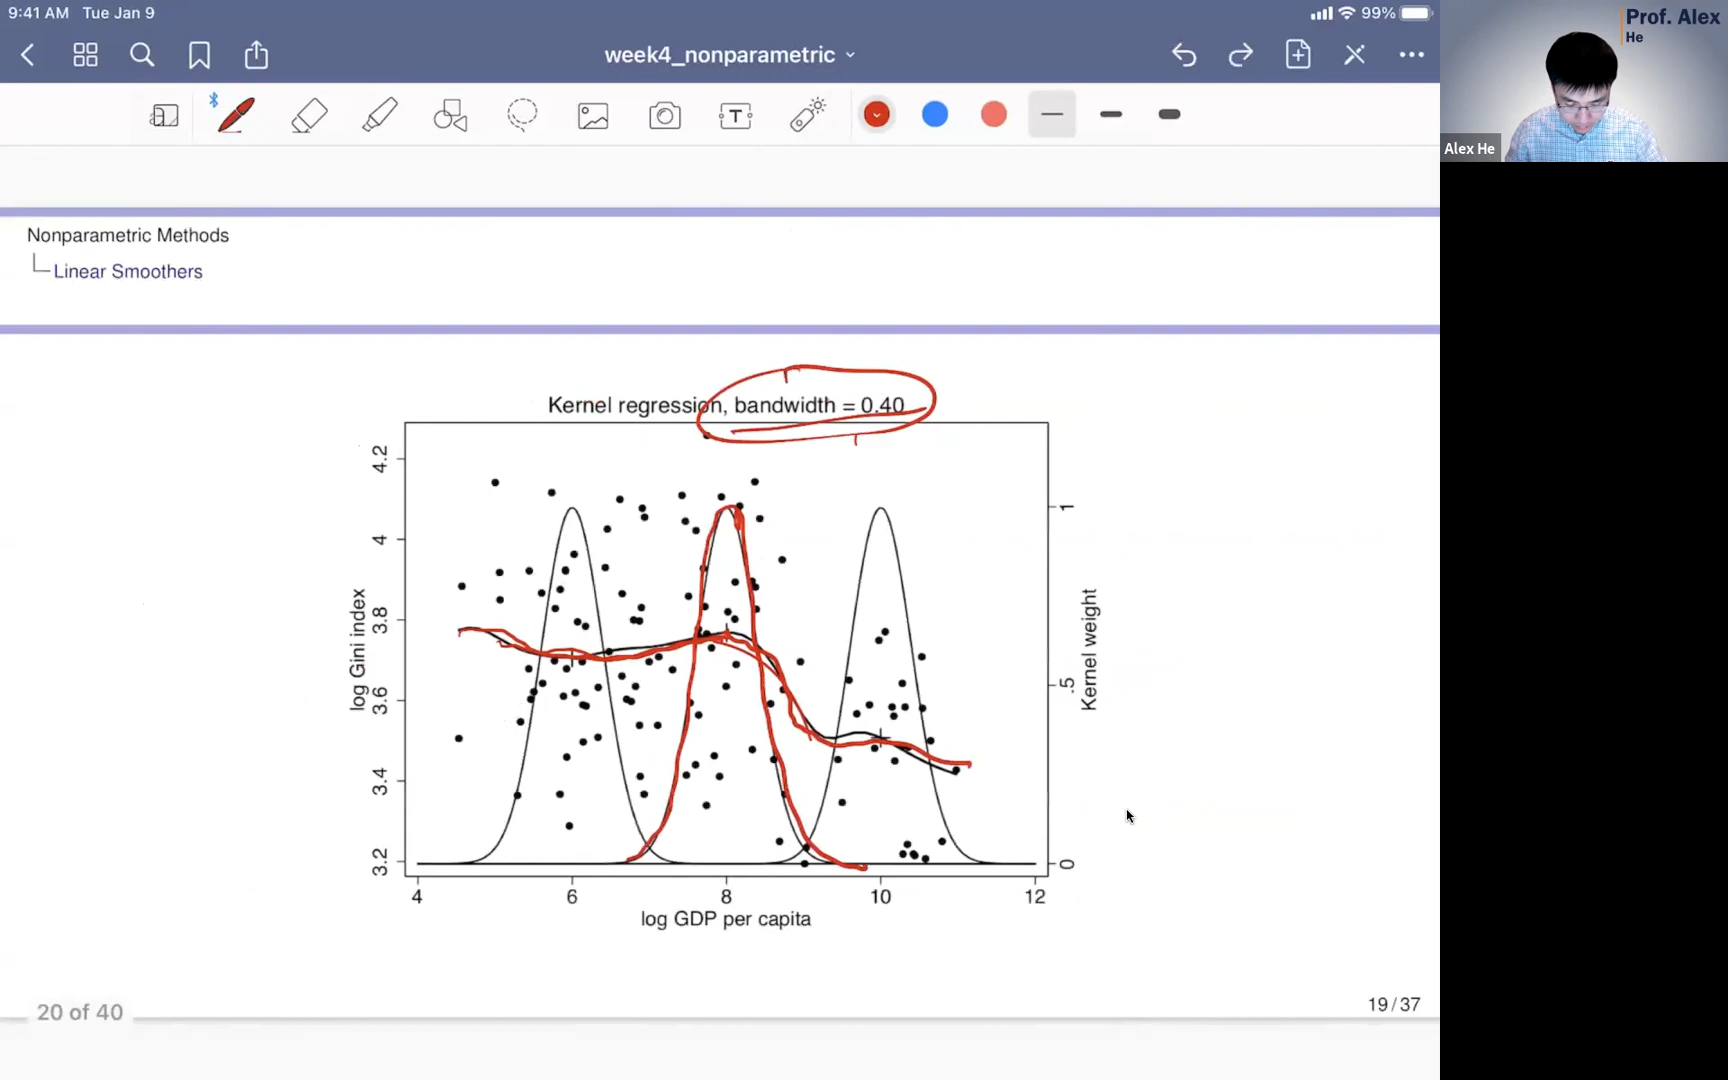 9:41 AM Tue Jan 9
99%
week4_nonparametric
T
Prof. Alex
He
Alex He
Nonparametric Methods
Linear Smoothers
Kernel regression, bandwidth = 0.40
4.2
4
3.8
3.6
3.4
3.2
log Gini index
1
.5
0
Kernel weight
4 6 8 10 12
log GDP per capita
20 of 40
19 / 37